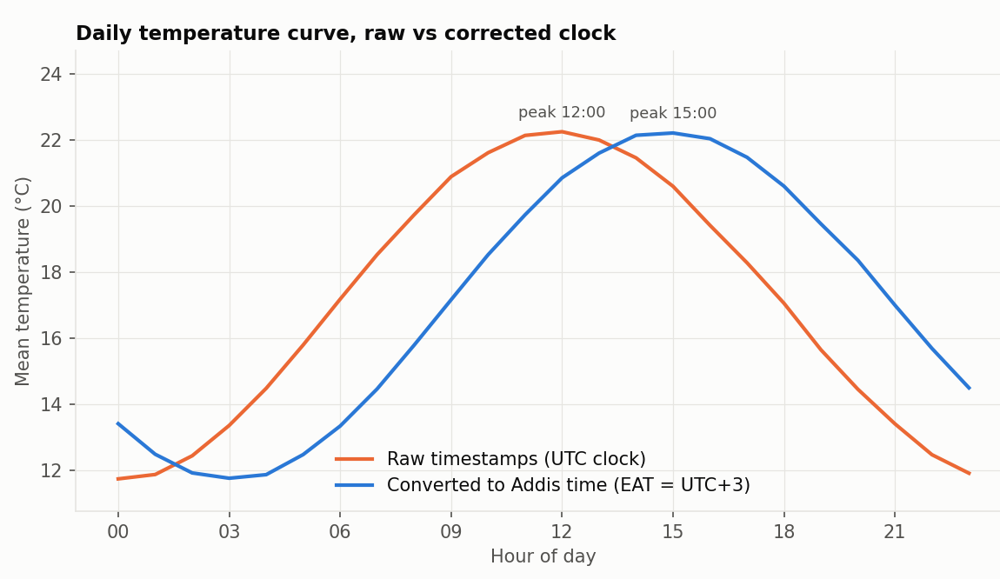 Daily temperature curve, raw vs corrected clock
24
22
20
18
16
14
12
Mean temperature (°C)
peak 12:00
peak 15:00
Raw timestamps (UTC clock)
Converted to Addis time (EAT = UTC+3)
00 03 06 09 12 15 18 21
Hour of day